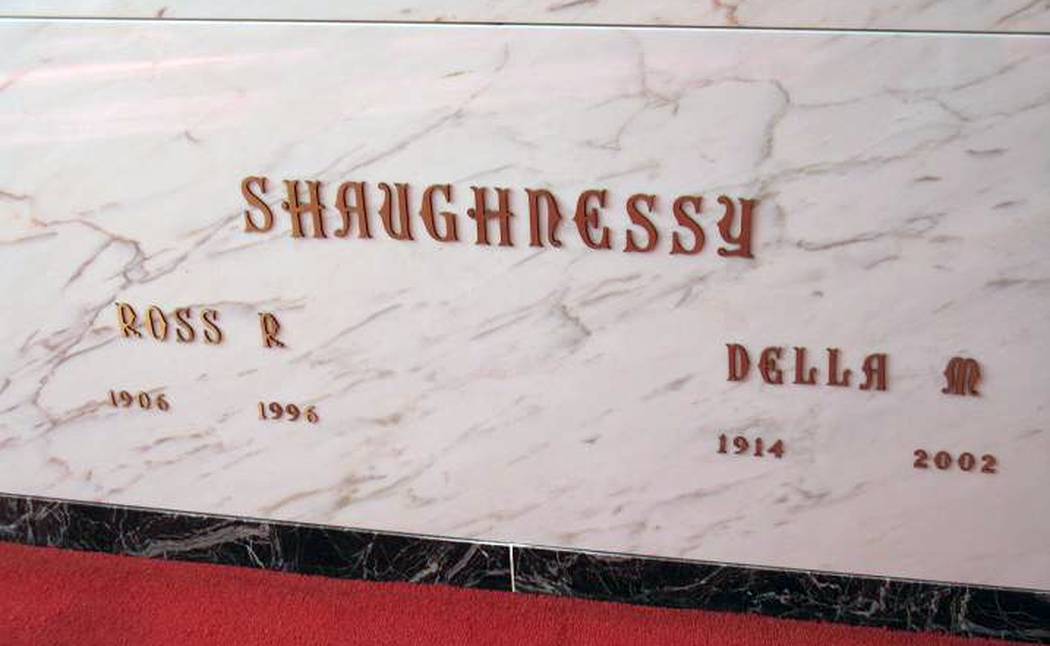 SHAUGHNESSY
ROSS R
1906 1996
DELLA M
1914 2002